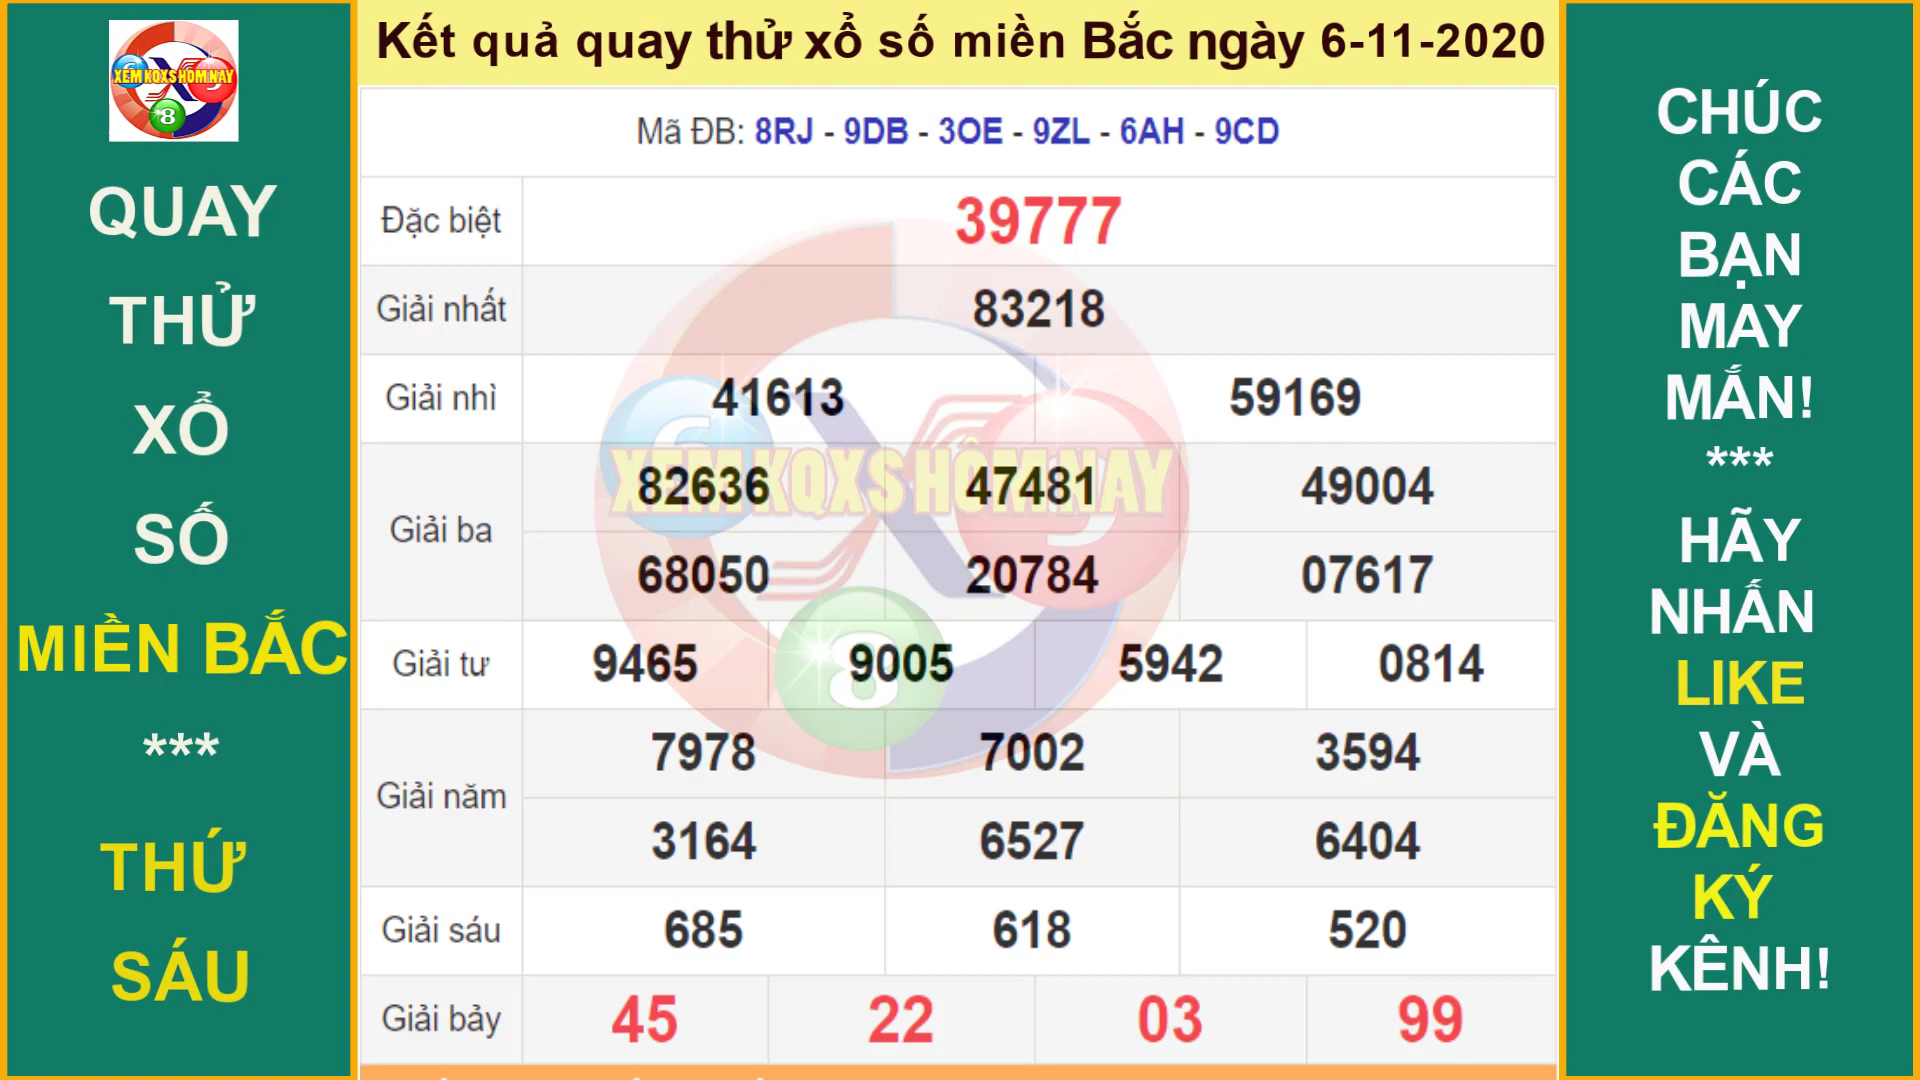 XEMKQXSHOMNAY
8
QUAY
THỬ
XỔ
SỐ
MIỀN BẮC
***
THỨ
SÁU
Kết quả quay thử xổ số miền Bắc ngày 6-11-2020
Mã ĐB: 8RJ - 9DB - 3OE - 9ZL - 6AH - 9CD
Đặc biệt 39777
Giải nhất 83218
Giải nhì 41613 59169
Giải ba
82636 47481 49004
68050 20784 07617
XEM KQXS HÔM NAY
Giải tư 9465 9005 5942 0814
8
Giải năm
7978 7002 3594
3164 6527 6404
Giải sáu 685 618 520
Giải bảy 45 22 03 99
CHÚC
CÁC
BẠN
MAY
MẮN!
***
HÃY
NHẤN
LIKE
VÀ
ĐĂNG
KÝ
KÊNH!